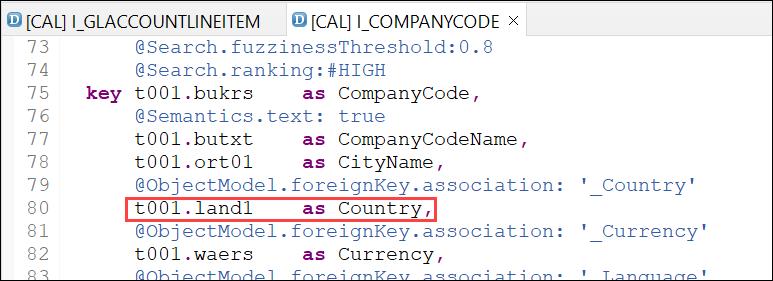 [CAL] I_GLACCOUNTLINEITEM [CAL] I_COMPANYCODE
73 @Search.fuzzinessThreshold:0.8
74 @Search.ranking:#HIGH
75 key t001.bukrs as CompanyCode,
76 @Semantics.text: true
77 t001.butxt as CompanyCodeName,
78 t001.ort01 as CityName,
79 @ObjectModel.foreignKey.association: '_Country'
80 t001.land1 as Country,
81 @ObjectModel.foreignKey.association: '_Currency'
82 t001.waers as Currency,
83 @ObjectModel.foreignKey.association: '_Language'